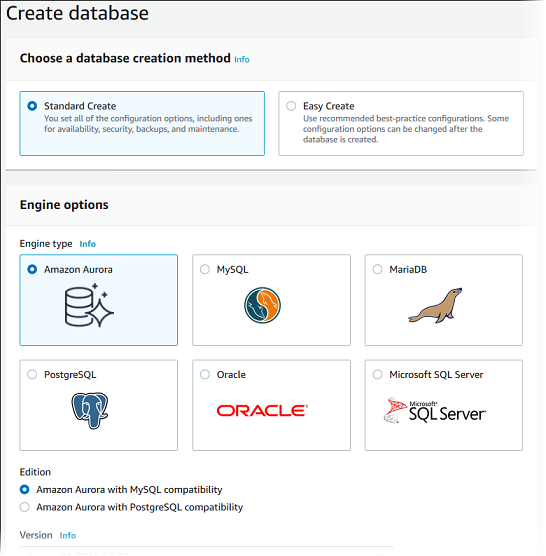 Create database
Choose a database creation method Info
Standard Create
You set all of the configuration options, including ones
for availability, security, backups, and maintenance.
Easy Create
Use recommended best-practice configurations. Some
configuration options can be changed after the
database is created.
Engine options
Engine type Info
Amazon Aurora
MySQL
MariaDB
PostgreSQL
Oracle
ORACLE
Microsoft SQL Server
Microsoft
SQL Server
Edition
Amazon Aurora with MySQL compatibility
Amazon Aurora with PostgreSQL compatibility
Version Info